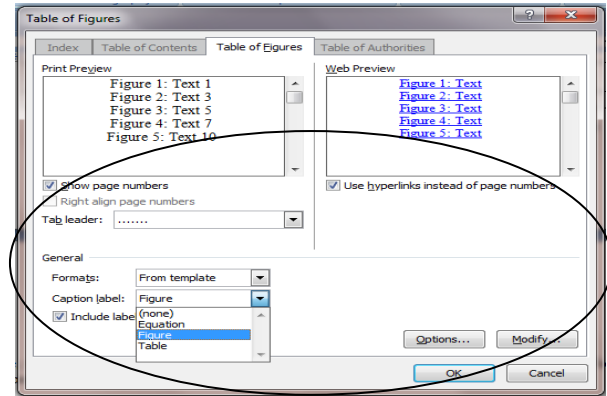 Table of Figures
Index Table of Contents Table of Figures Table of Authorities
Print Preview
Figure 1: Text 1
Figure 2: Text 3
Figure 3: Text 5
Figure 4: Text 7
Figure 5: Text 10
Web Preview
Figure 1: Text
Figure 2: Text
Figure 3: Text
Figure 4: Text
Figure 5: Text
Show page numbers
Right align page numbers
Tab leader: .......
Use hyperlinks instead of page numbers
General
Formats: From template
Caption label: Figure
(none)
Equation
Figure
Table
Include labe
Options... Modify...
OK Cancel